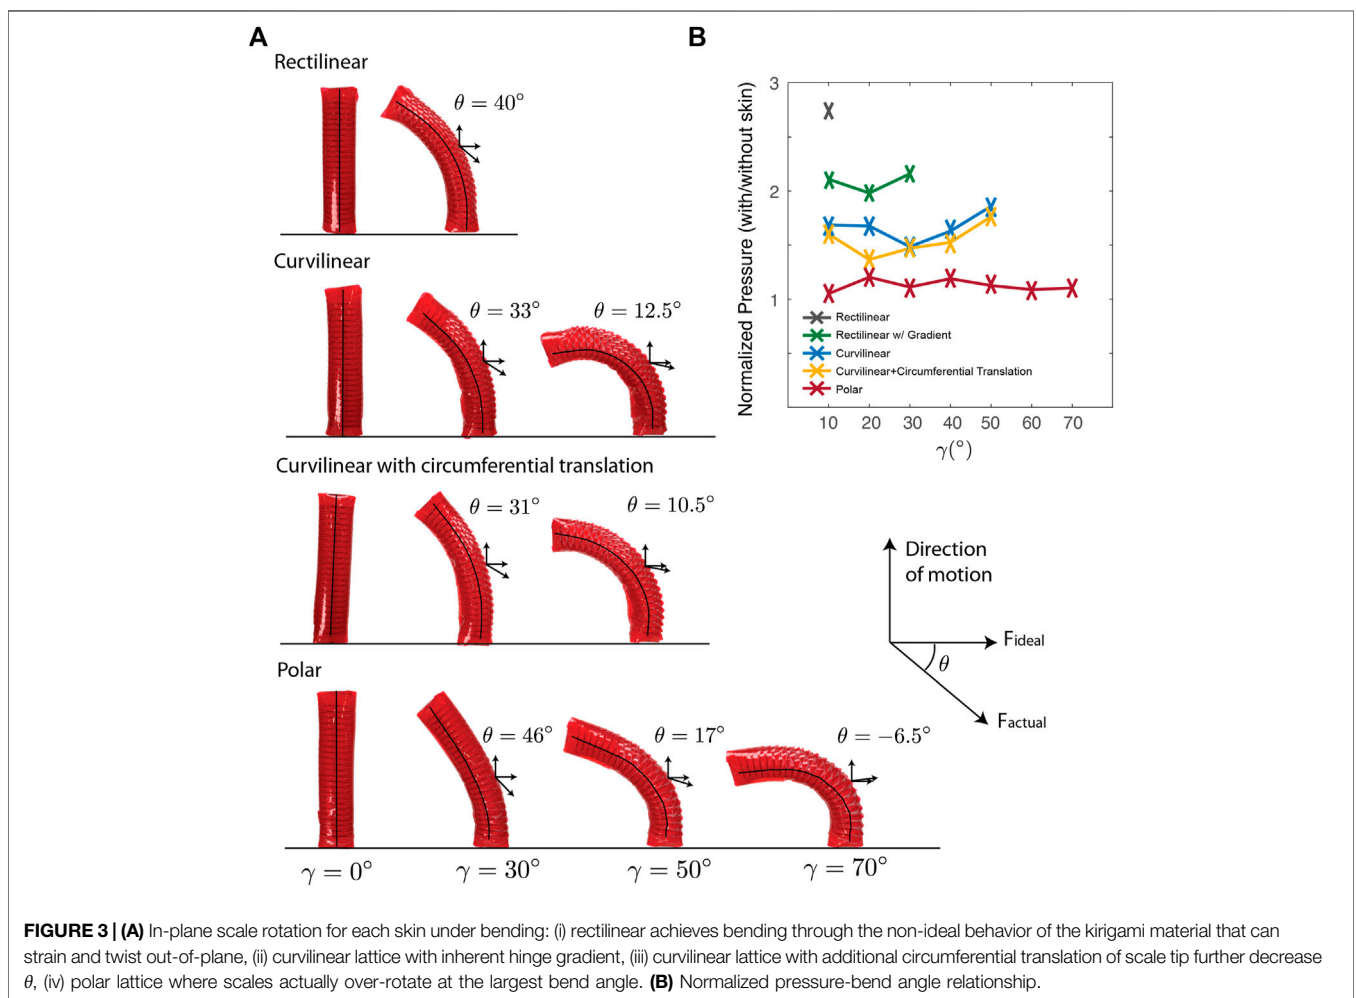 A
Rectilinear
θ = 40°
Curvilinear
θ = 33°
θ = 12.5°
Curvilinear with circumferential translation
θ = 31°
θ = 10.5°
Polar
θ = 46°
θ = 17°
θ = −6.5°
γ = 0°
γ = 30°
γ = 50°
γ = 70°
B
Normalized Pressure (with/without skin)
3
2
1
Rectilinear
Rectilinear w/ Gradient
Curvilinear
Curvilinear+Circumferential Translation
Polar
10 20 30 40 50 60 70
γ(°)
Direction
of motion
Fideal
θ
Factual
FIGURE 3 | (A) In-plane scale rotation for each skin under bending: (i) rectilinear achieves bending through the non-ideal behavior of the kirigami material that can
strain and twist out-of-plane, (ii) curvilinear lattice with inherent hinge gradient, (iii) curvilinear lattice with additional circumferential translation of scale tip further decrease
θ, (iv) polar lattice where scales actually over-rotate at the largest bend angle. (B) Normalized pressure-bend angle relationship.